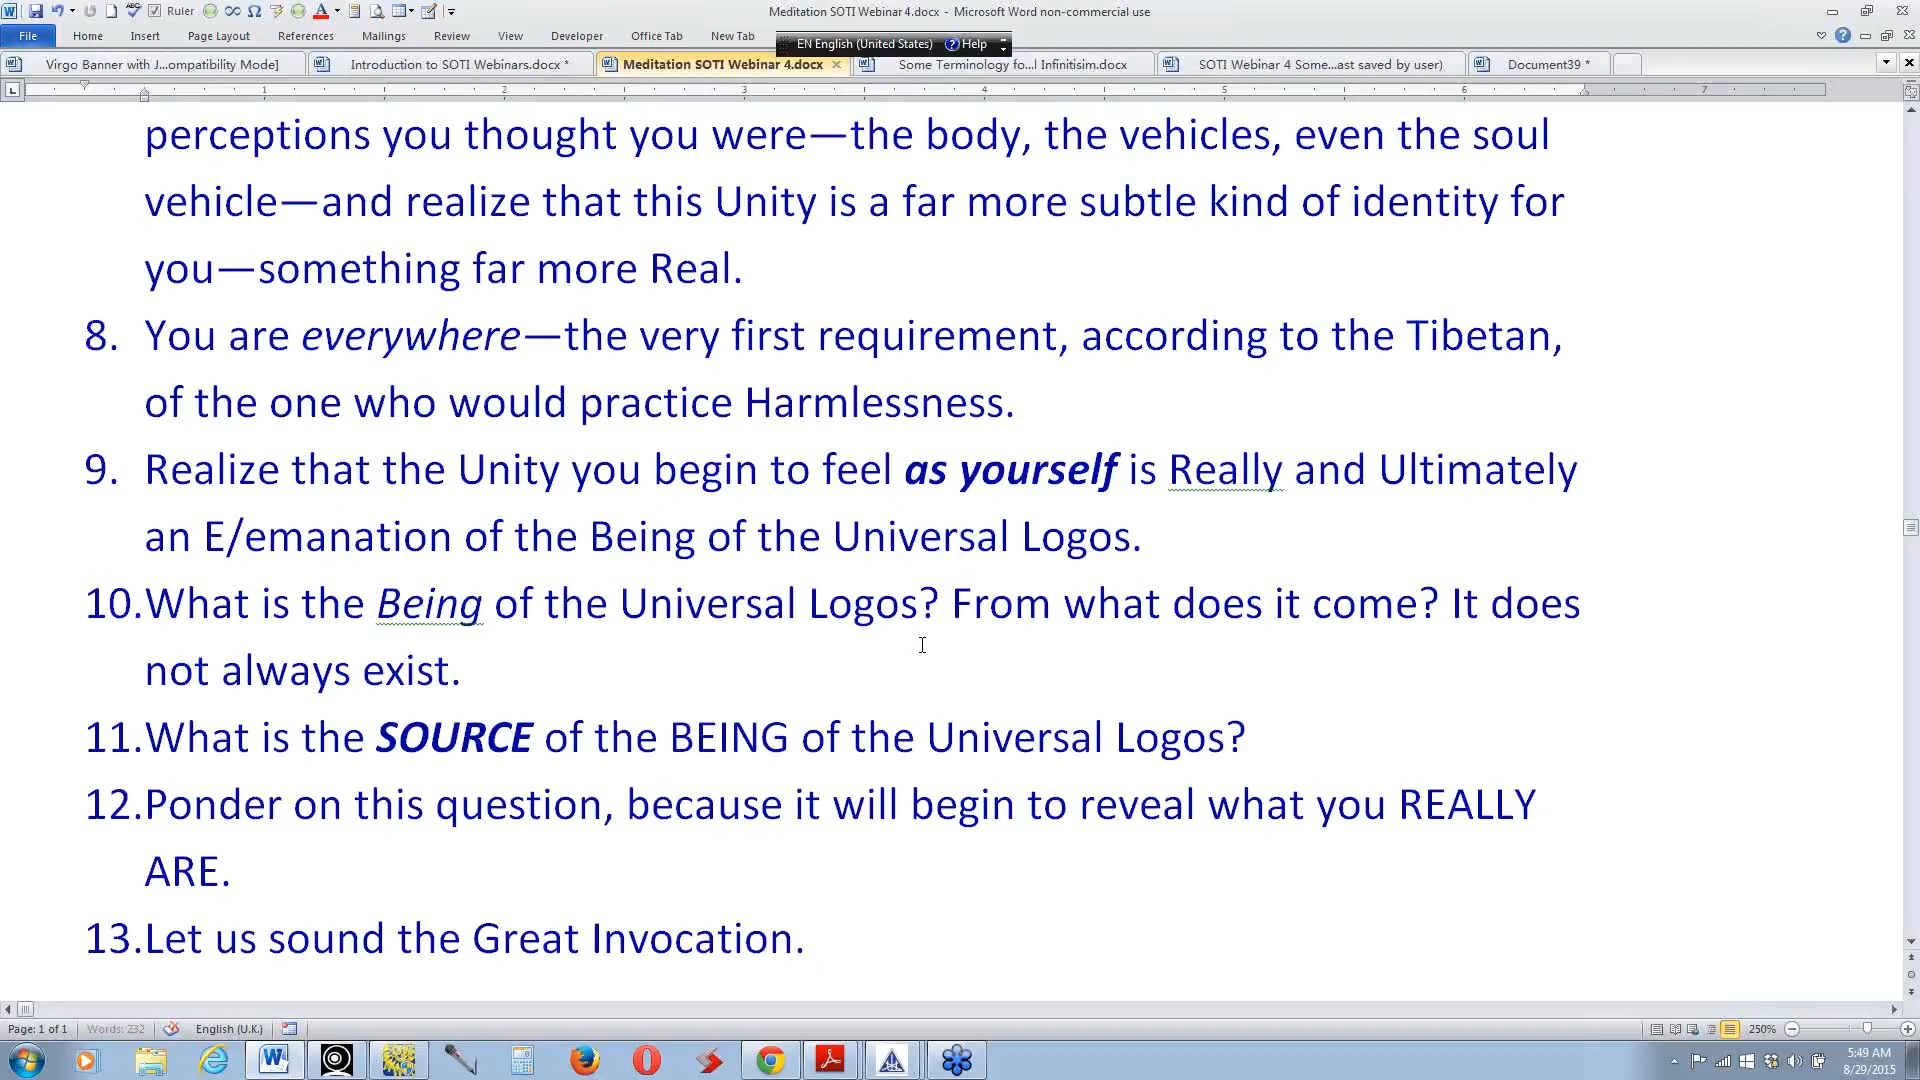 Meditation SOTI Webinar 4.docx - Microsoft Word non-commercial use
Ruler
File Home Insert Page Layout References Mailings Review View Developer Office Tab New Tab
EN English (United States) Help
Virgo Banner with J...ompatibility Mode] Introduction to SOTI Webinars.docx * Meditation SOTI Webinar 4.docx Some Terminology fo...l Infinitisim.docx SOTI Webinar 4 Some...ast saved by user) Document39 *
1 2 3 4 5 6 7
perceptions you thought you were—the body, the vehicles, even the soul
vehicle—and realize that this Unity is a far more subtle kind of identity for
you—something far more Real.
8. You are everywhere—the very first requirement, according to the Tibetan,
of the one who would practice Harmlessness.
9. Realize that the Unity you begin to feel as yourself is Really and Ultimately
an E/emanation of the Being of the Universal Logos.
10. What is the Being of the Universal Logos? From what does it come? It does
not always exist.
11. What is the SOURCE of the BEING of the Universal Logos?
12. Ponder on this question, because it will begin to reveal what you REALLY
ARE.
13. Let us sound the Great Invocation.
Page: 1 of 1 Words: 232 English (U.K.) 250%
5:49 AM
8/29/2015